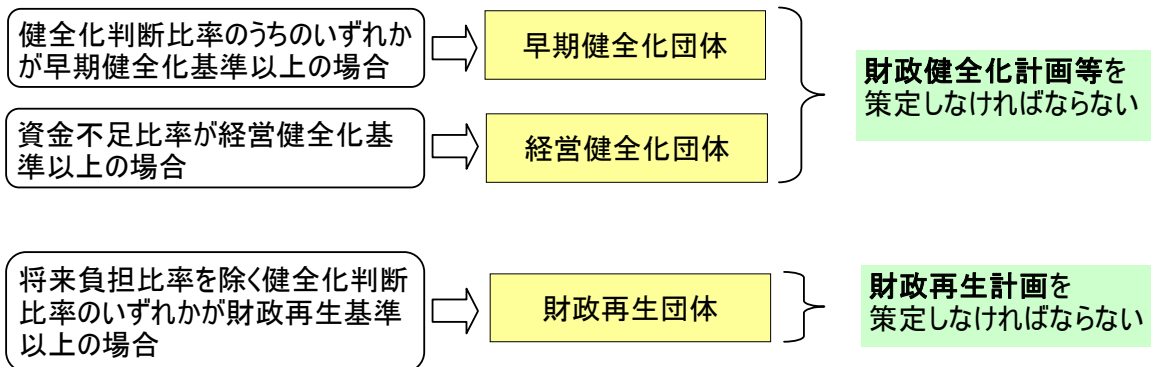 健全化判断比率のうちのいずれか
が早期健全化基準以上の場合
早期健全化団体
資金不足比率が経営健全化基
準以上の場合
経営健全化団体
財政健全化計画等を
策定しなければならない
将来負担比率を除く健全化判断
比率のいずれかが財政再生基準
以上の場合
財政再生団体
財政再生計画を
策定しなければならない